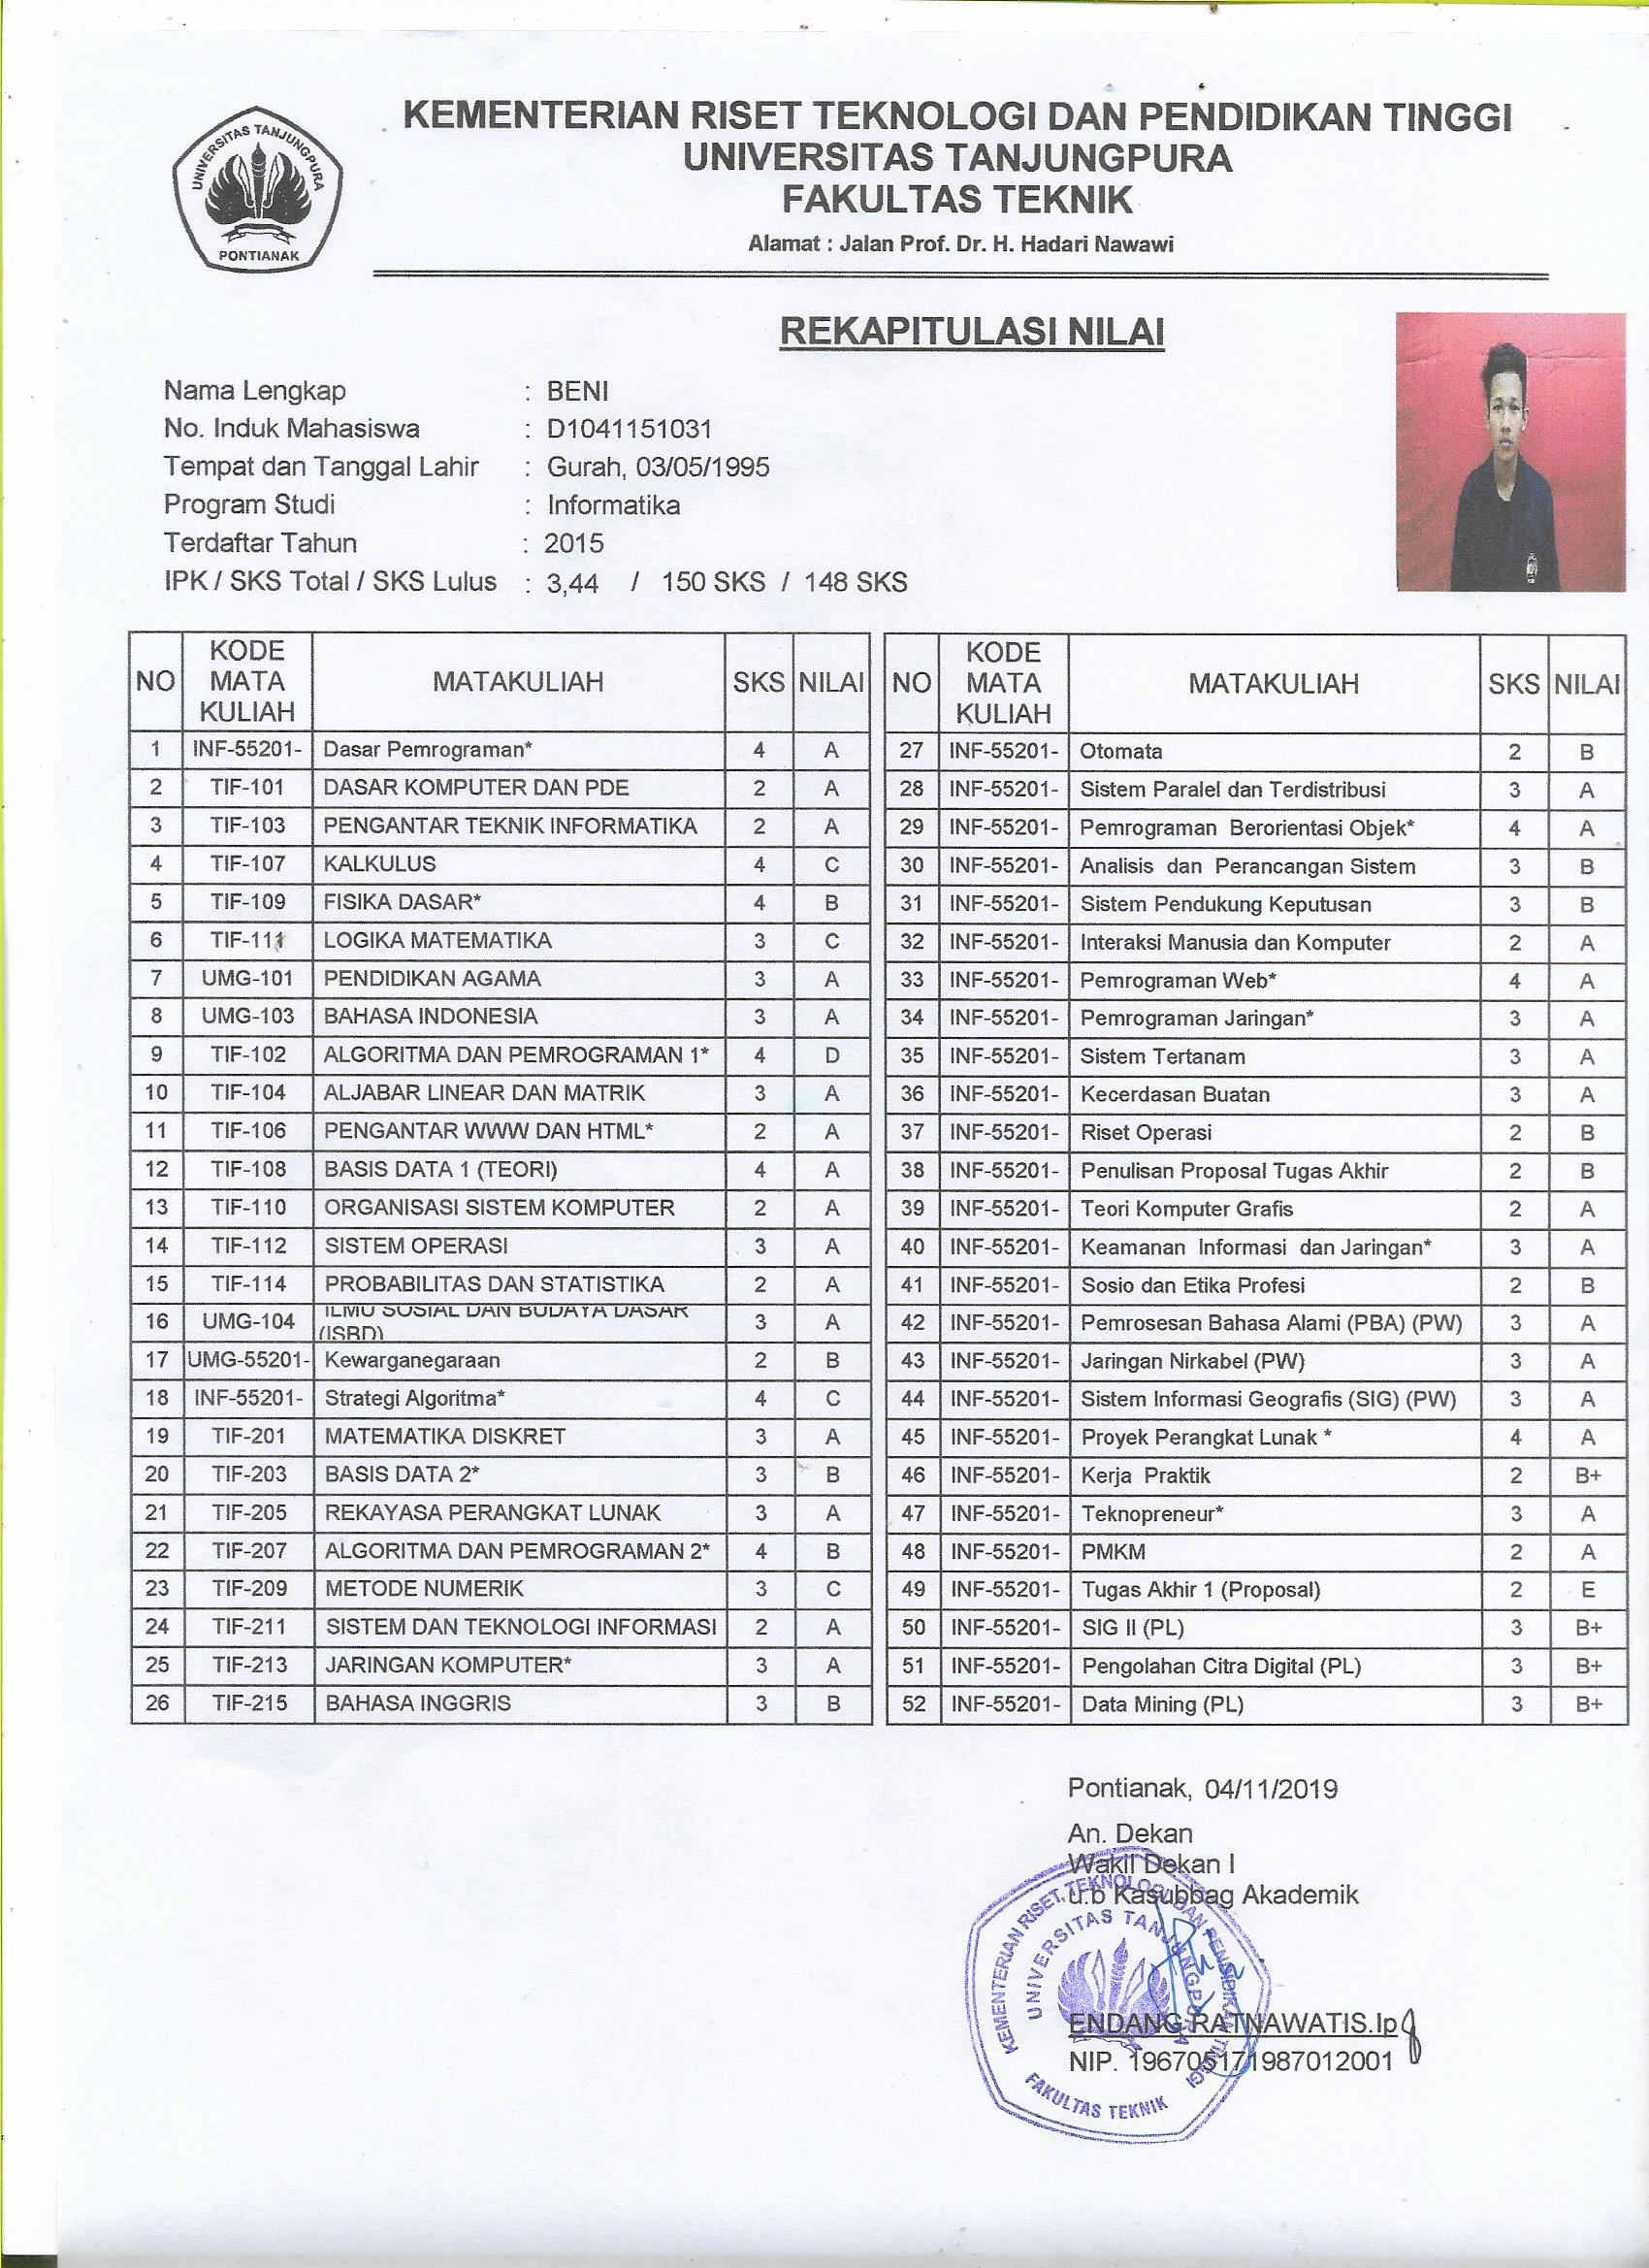 UNIVERSITAS TANJUNGPURA
PONTIANAK
KEMENTERIAN RISET TEKNOLOGI DAN PENDIDIKAN TINGGI
UNIVERSITAS TANJUNGPURA
FAKULTAS TEKNIK
Alamat : Jalan Prof. Dr. H. Hadari Nawawi
REKAPITULASI NILAI
Nama Lengkap : BENI
No. Induk Mahasiswa : D1041151031
Tempat dan Tanggal Lahir : Gurah, 03/05/1995
Program Studi : Informatika
Terdaftar Tahun : 2015
IPK / SKS Total / SKS Lulus : 3,44 / 150 SKS / 148 SKS
NO KODE MATA KULIAH MATAKULIAH SKS NILAI
1 INF-55201- Dasar Pemrograman* 4 A
2 TIF-101 DASAR KOMPUTER DAN PDE 2 A
3 TIF-103 PENGANTAR TEKNIK INFORMATIKA 2 A
4 TIF-107 KALKULUS 4 C
5 TIF-109 FISIKA DASAR* 4 B
6 TIF-111 LOGIKA MATEMATIKA 3 C
7 UMG-101 PENDIDIKAN AGAMA 3 A
8 UMG-103 BAHASA INDONESIA 3 A
9 TIF-102 ALGORITMA DAN PEMROGRAMAN 1* 4 D
10 TIF-104 ALJABAR LINEAR DAN MATRIK 3 A
11 TIF-106 PENGANTAR WWW DAN HTML* 2 A
12 TIF-108 BASIS DATA 1 (TEORI) 4 A
13 TIF-110 ORGANISASI SISTEM KOMPUTER 2 A
14 TIF-112 SISTEM OPERASI 3 A
15 TIF-114 PROBABILITAS DAN STATISTIKA 2 A
16 UMG-104 ILMU SOSIAL DAN BUDAYA DASAR (ISBD) 3 A
17 UMG-55201- Kewarganegaraan 2 B
18 INF-55201- Strategi Algoritma* 4 C
19 TIF-201 MATEMATIKA DISKRET 3 A
20 TIF-203 BASIS DATA 2* 3 B
21 TIF-205 REKAYASA PERANGKAT LUNAK 3 A
22 TIF-207 ALGORITMA DAN PEMROGRAMAN 2* 4 B
23 TIF-209 METODE NUMERIK 3 C
24 TIF-211 SISTEM DAN TEKNOLOGI INFORMASI 2 A
25 TIF-213 JARINGAN KOMPUTER* 3 A
26 TIF-215 BAHASA INGGRIS 3 B
NO KODE MATA KULIAH MATAKULIAH SKS NILAI
27 INF-55201- Otomata 2 B
28 INF-55201- Sistem Paralel dan Terdistribusi 3 A
29 INF-55201- Pemrograman Berorientasi Objek* 4 A
30 INF-55201- Analisis dan Perancangan Sistem 3 B
31 INF-55201- Sistem Pendukung Keputusan 3 B
32 INF-55201- Interaksi Manusia dan Komputer 2 A
33 INF-55201- Pemrograman Web* 4 A
34 INF-55201- Pemrograman Jaringan* 3 A
35 INF-55201- Sistem Tertanam 3 A
36 INF-55201- Kecerdasan Buatan 3 A
37 INF-55201- Riset Operasi 2 B
38 INF-55201- Penulisan Proposal Tugas Akhir 2 B
39 INF-55201- Teori Komputer Grafis 2 A
40 INF-55201- Keamanan Informasi dan Jaringan* 3 A
41 INF-55201- Sosio dan Etika Profesi 2 B
42 INF-55201- Pemrosesan Bahasa Alami (PBA) (PW) 3 A
43 INF-55201- Jaringan Nirkabel (PW) 3 A
44 INF-55201- Sistem Informasi Geografis (SIG) (PW) 3 A
45 INF-55201- Proyek Perangkat Lunak * 4 A
46 INF-55201- Kerja Praktik 2 B+
47 INF-55201- Teknopreneur* 3 A
48 INF-55201- PMKM 2 A
49 INF-55201- Tugas Akhir 1 (Proposal) 2 E
50 INF-55201- SIG II (PL) 3 B+
51 INF-55201- Pengolahan Citra Digital (PL) 3 B+
52 INF-55201- Data Mining (PL) 3 B+
Pontianak, 04/11/2019
An. Dekan
Wakil Dekan I
u.b Kasubbag Akademik
KEMENTERIAN RISET, TEKNOLOGI DAN PENDIDIKAN TINGGI
UNIVERSITAS TANJUNGPURA
FAKULTAS TEKNIK
ENDANG RATNAWATIS.Ip
NIP. 196705171987012001